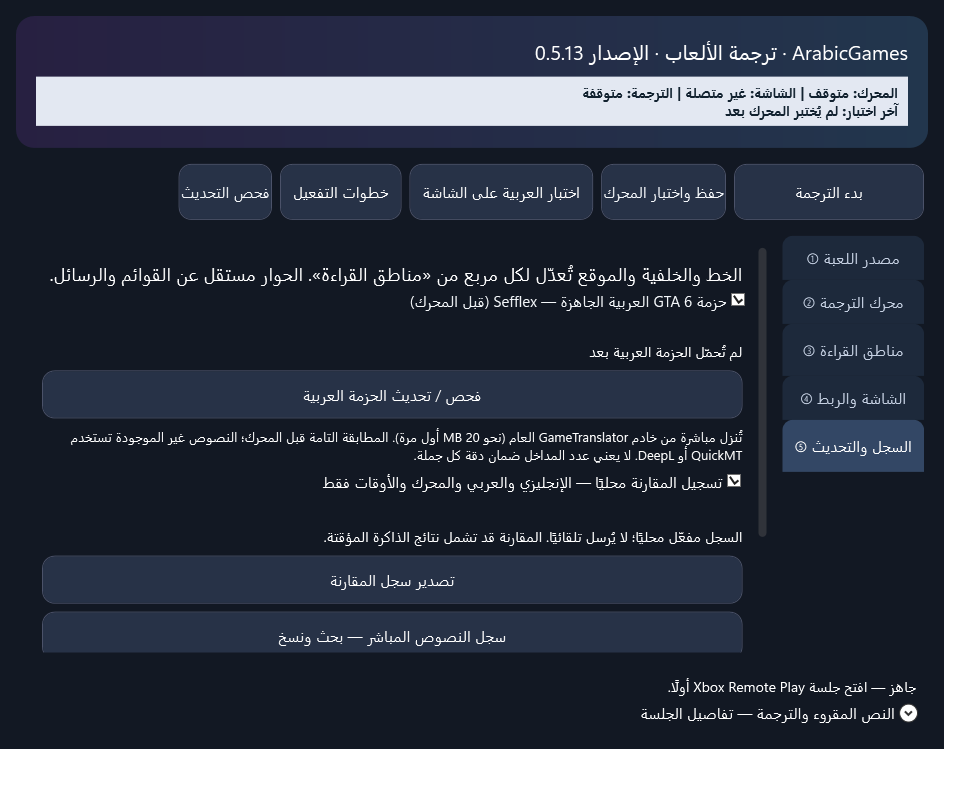 ArabicGames · ترجمة الألعاب · الإصدار 0.5.13
المحرك: متوقف | الشاشة: غير متصلة | الترجمة: متوقفة
آخر اختبار: لم يُختبر المحرك بعد
بدء الترجمة
حفظ واختبار المحرك
اختبار العربية على الشاشة
خطوات التفعيل
فحص التحديث
مصدر اللعبة ①
محرك الترجمة ②
مناطق القراءة ③
الشاشة والربط ④
السجل والتحديث ⑤
الخط والخلفية والموقع تُعدّل لكل مربع من «مناطق القراءة». الحوار مستقل عن القوائم والرسائل.
حزمة GTA 6 العربية الجاهزة — Sefflex (قبل المحرك)
لم تُحمّل الحزمة العربية بعد
فحص / تحديث الحزمة العربية
تُنزل مباشرة من خادم GameTranslator العام (نحو 20 MB أول مرة). المطابقة التامة قبل المحرك؛ النصوص غير الموجودة تستخدم
QuickMT أو DeepL. لا يعني عدد المداخل ضمان دقة كل جملة.
تسجيل المقارنة محليًا — الإنجليزي والعربي والمحرك والأوقات فقط
السجل مفعّل محليًا؛ لا يُرسل تلقائيًا. المقارنة قد تشمل نتائج الذاكرة المؤقتة.
تصدير سجل المقارنة
سجل النصوص المباشر — بحث ونسخ
جاهز — افتح جلسة Xbox Remote Play أولًا.
النص المقروء والترجمة — تفاصيل الجلسة